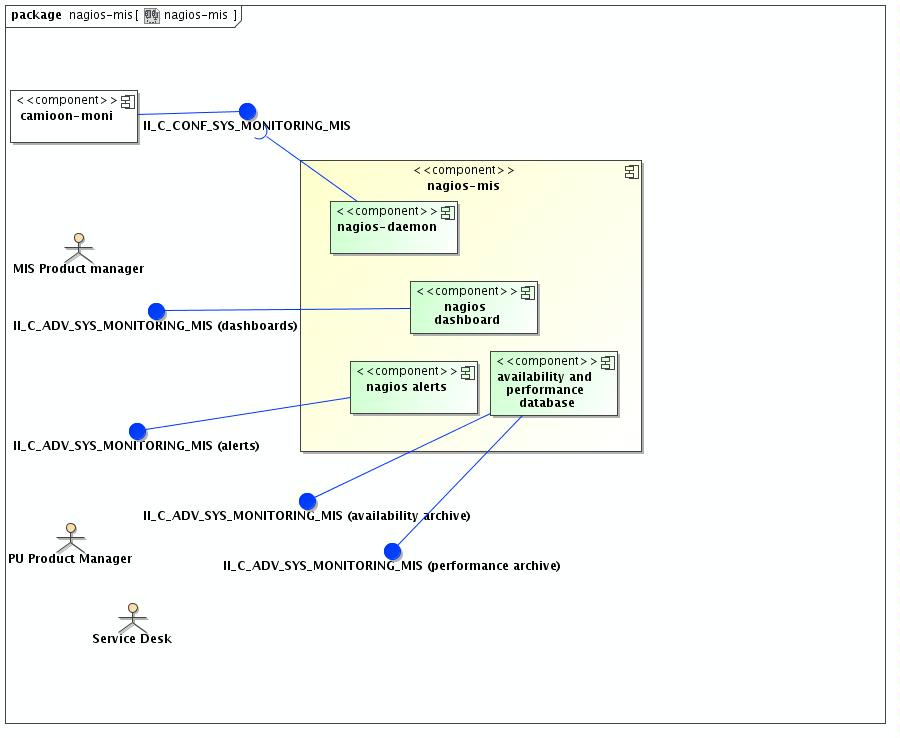 package nagios-mis [ nagios-mis ]
<<component>>
camioon-moni
II_C_CONF_SYS_MONITORING_MIS
<<component>>
nagios-mis
<<component>>
nagios-daemon
MIS Product manager
<<component>>
nagios
dashboard
II_C_ADV_SYS_MONITORING_MIS (dashboards)
<<component>>
nagios alerts
<<component>>
availability and
performance
database
II_C_ADV_SYS_MONITORING_MIS (alerts)
II_C_ADV_SYS_MONITORING_MIS (availability archive)
PU Product Manager
II_C_ADV_SYS_MONITORING_MIS (performance archive)
Service Desk